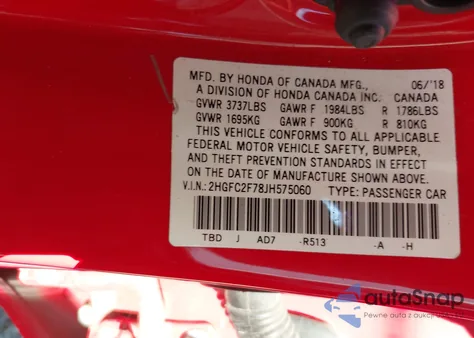 MFD. BY HONDA OF CANADA MFG., 06/'18
A DIVISION OF HONDA CANADA INC. CANADA
GVWR 3737LBS GAWR F 1984LBS R 1786LBS
GVWR 1695KG GAWR F 900KG R 810KG
THIS VEHICLE CONFORMS TO ALL APPLICABLE
FEDERAL MOTOR VEHICLE SAFETY, BUMPER,
AND THEFT PREVENTION STANDARDS IN EFFECT
ON THE DATE OF MANUFACTURE SHOWN ABOVE.
V.I.N.: 2HGFC2F78JH575060 TYPE: PASSENGER CAR
TBD J AD7 -R513 -A -H
autaSnap
Pewne auta z aukcji